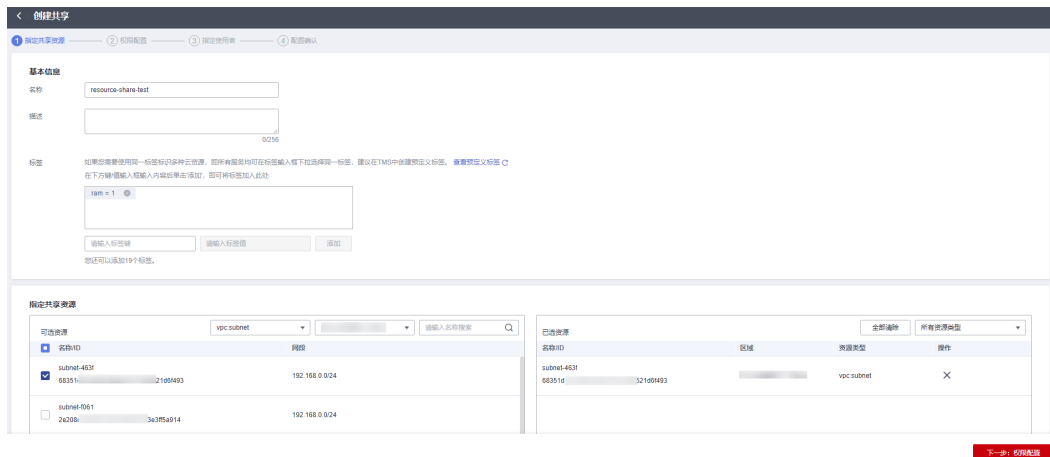 创建共享
1 指定共享资源 2 权限配置 3 指定使用者 4 配置确认
基本信息
名称 resource-share-test
描述
0/256
标签 如果您需要使用同一标签标识多种云资源，即所有服务均可在标签输入框下拉选择同一标签，建议在TMS中创建预定义标签。 查看预定义标签
在下方键/值输入框输入内容后单击'添加'，即可将标签加入此处
ram = 1
请输入标签键 请输入标签值 添加
您还可以添加19个标签。
指定共享资源
可选资源 vpc:subnet 请输入名称搜索
名称/ID 网段
subnet-463f
68351 21d6f493
192.168.0.0/24
subnet-f061
2e208 3e3ff5a914
192.168.0.0/24
已选资源 全部清除 所有资源类型
名称/ID 区域 资源类型 操作
subnet-463f
68351d 521d6f493
vpc:subnet
下一步：权限配置